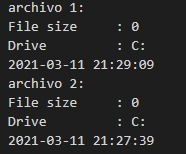 archivo 1:
File size     : 0
Drive         : C:
2021-03-11 21:29:09
archivo 2:
File size     : 0
Drive         : C:
2021-03-11 21:27:39